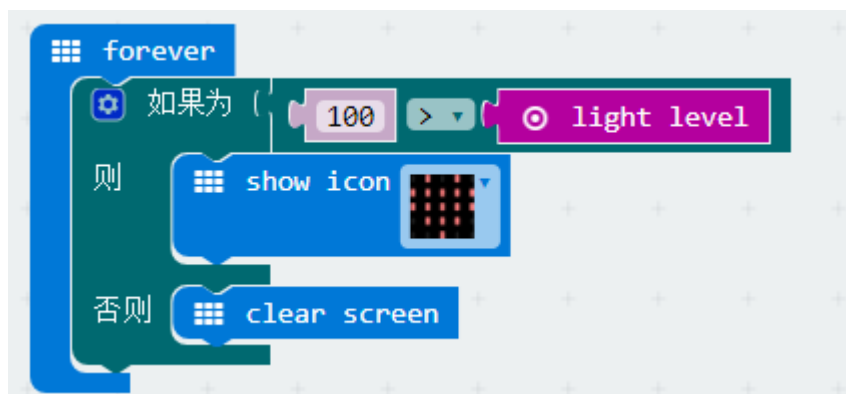 forever
如果为 ( 100 > light level
则 show icon
否则 clear screen